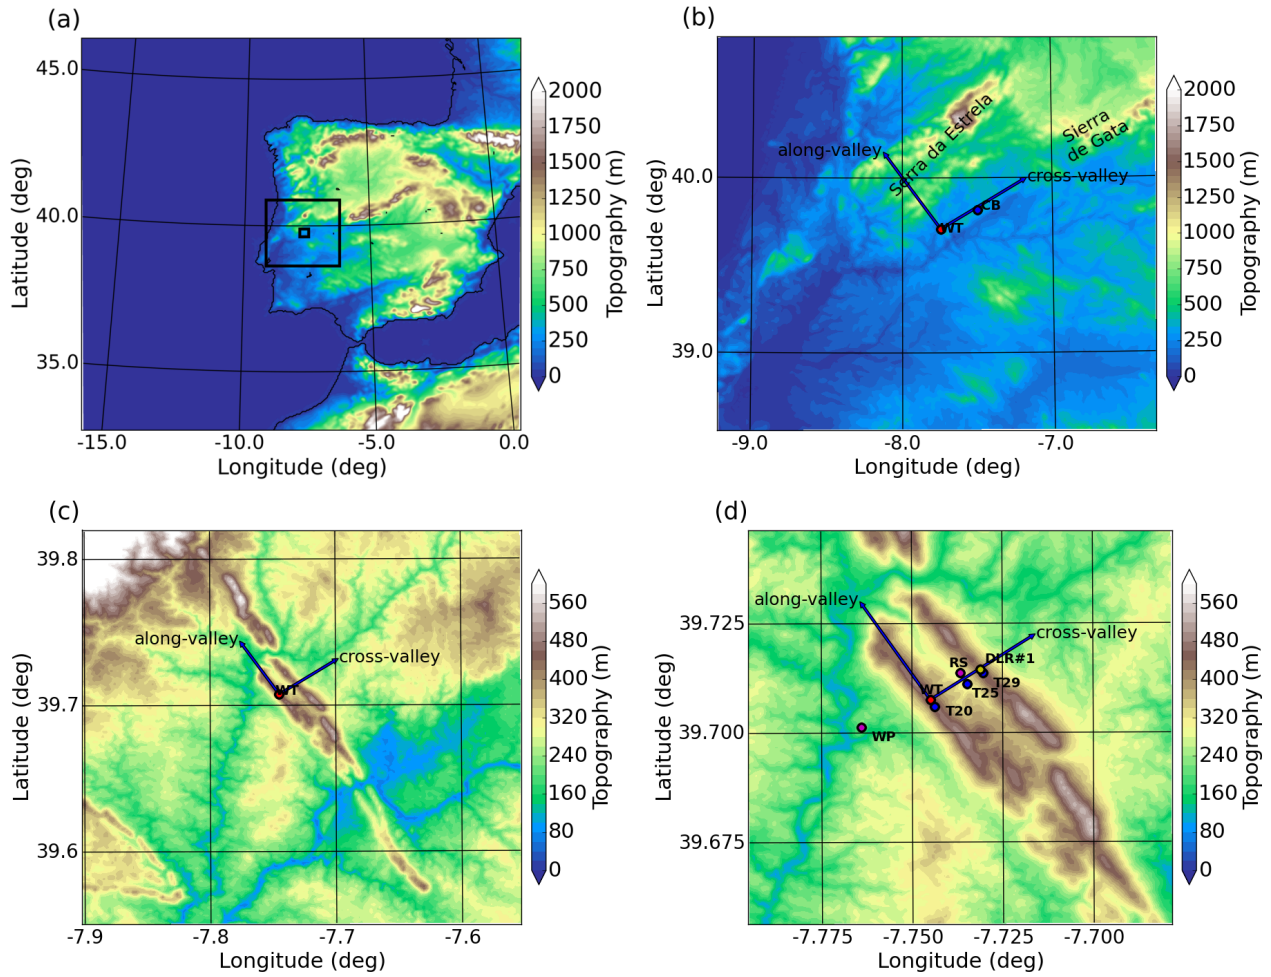 (a)
45.0
40.0
35.0
Latitude (deg)
-15.0 -10.0 -5.0 0.0
Longitude (deg)
2000
1750
1500
1250
1000
750
500
250
0
Topography (m)
(b)
40.0
39.0
Latitude (deg)
-9.0 -8.0 -7.0
Longitude (deg)
along-valley
Serra da Estrela
Sierra
de Gata
cross-valley
CB
WT
2000
1750
1500
1250
1000
750
500
250
0
Topography (m)
(c)
39.8
39.7
39.6
Latitude (deg)
-7.9 -7.8 -7.7 -7.6
Longitude (deg)
along-valley
cross-valley
WT
560
480
400
320
240
160
80
0
Topography (m)
(d)
39.725
39.700
39.675
Latitude (deg)
-7.775 -7.750 -7.725 -7.700
Longitude (deg)
along-valley
cross-valley
RS
DLR#1
T29
T25
WT
T20
WP
560
480
400
320
240
160
80
0
Topography (m)